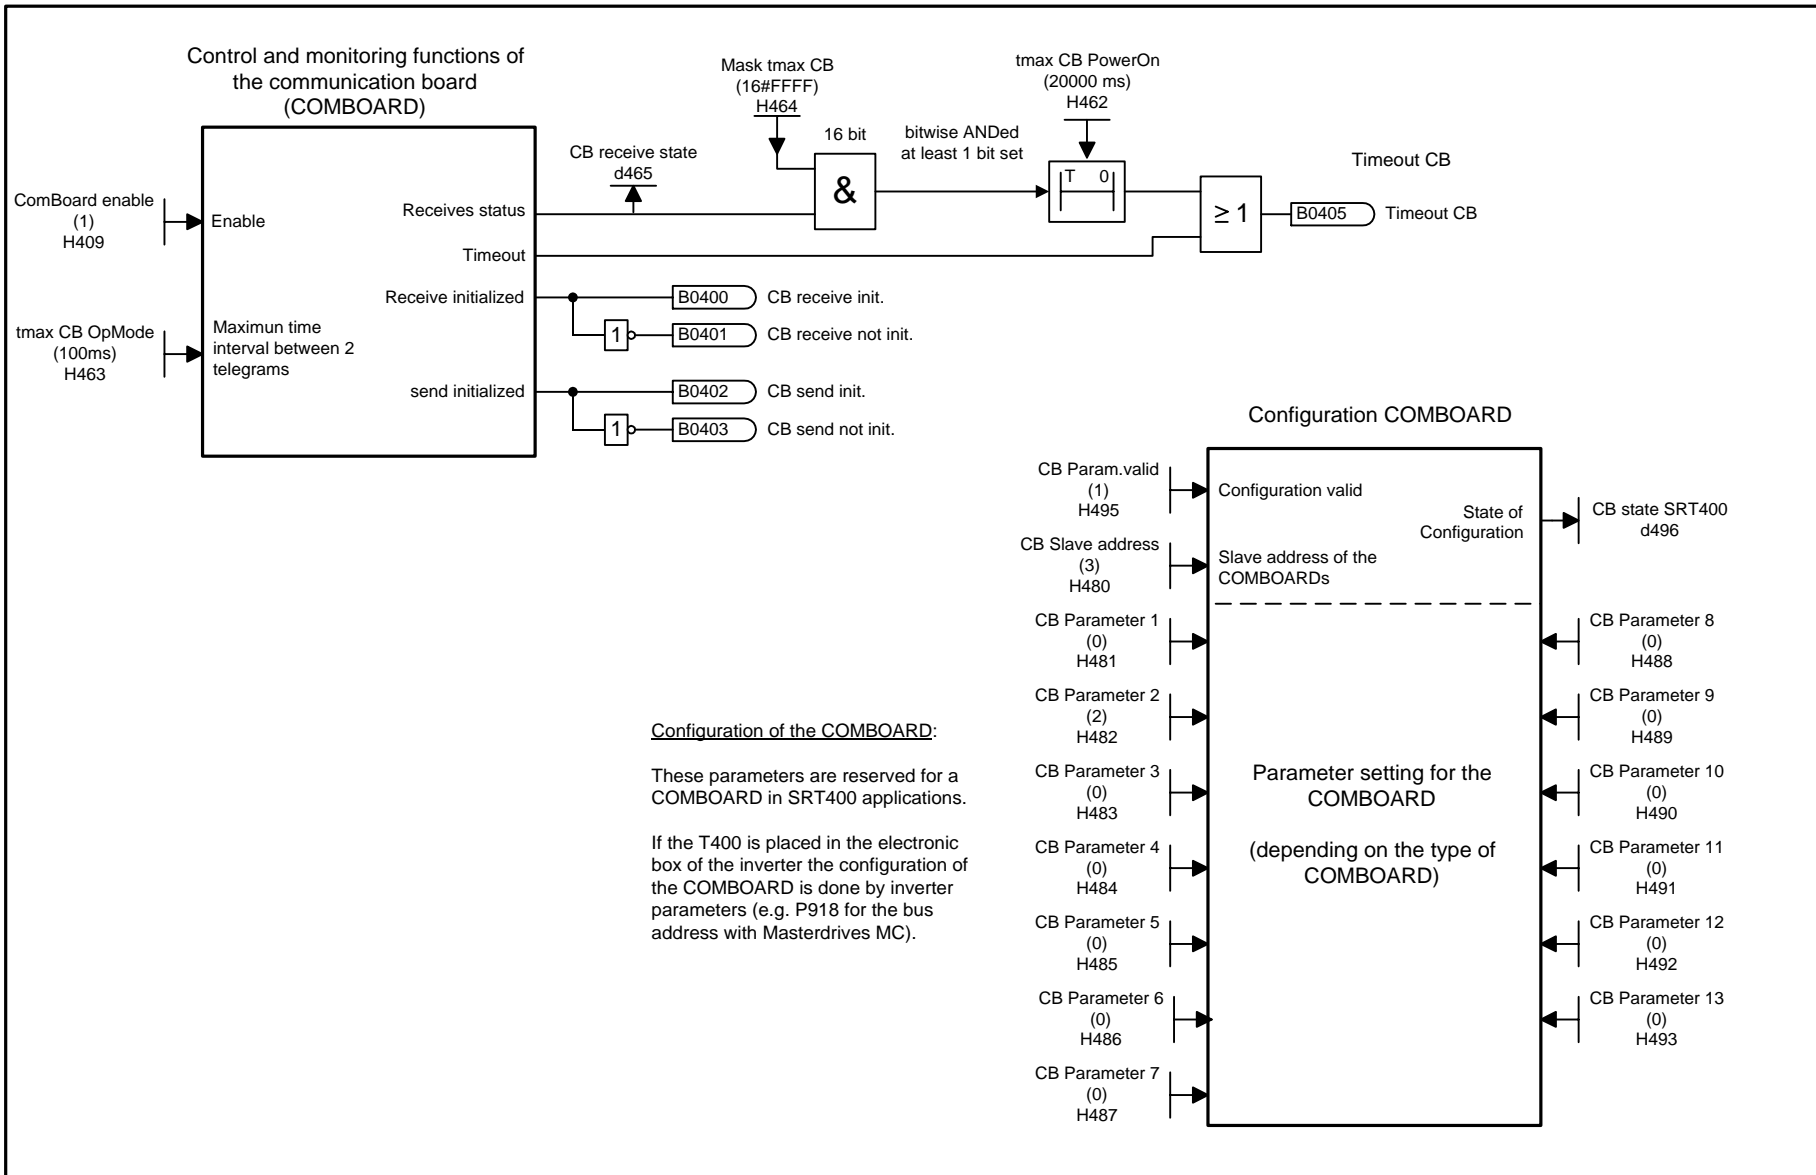 Control and monitoring functions of
the communication board
(COMBOARD)
ComBoard enable
(1)
H409
Enable
tmax CB OpMode
(100ms)
H463
Maximun time
interval between 2
telegrams
Receives status
Timeout
Receive initialized
send initialized
CB receive state
d465
Mask tmax CB
(16#FFFF)
H464
16 bit
&
bitwise ANDed
at least 1 bit set
tmax CB PowerOn
(20000 ms)
H462
T 0
≥ 1
Timeout CB
B0405 Timeout CB
B0400 CB receive init.
1 B0401 CB receive not init.
B0402 CB send init.
1 B0403 CB send not init.
Configuration COMBOARD
CB Param.valid
(1)
H495
Configuration valid
State of
Configuration
CB state SRT400
d496
CB Slave address
(3)
H480
Slave address of the
COMBOARDs
CB Parameter 1
(0)
H481
CB Parameter 2
(2)
H482
CB Parameter 3
(0)
H483
CB Parameter 4
(0)
H484
CB Parameter 5
(0)
H485
CB Parameter 6
(0)
H486
CB Parameter 7
(0)
H487
Parameter setting for the
COMBOARD
(depending on the type of
COMBOARD)
CB Parameter 8
(0)
H488
CB Parameter 9
(0)
H489
CB Parameter 10
(0)
H490
CB Parameter 11
(0)
H491
CB Parameter 12
(0)
H492
CB Parameter 13
(0)
H493
Configuration of the COMBOARD:
These parameters are reserved for a
COMBOARD in SRT400 applications.
If the T400 is placed in the electronic
box of the inverter the configuration of
the COMBOARD is done by inverter
parameters (e.g. P918 for the bus
address with Masterdrives MC).